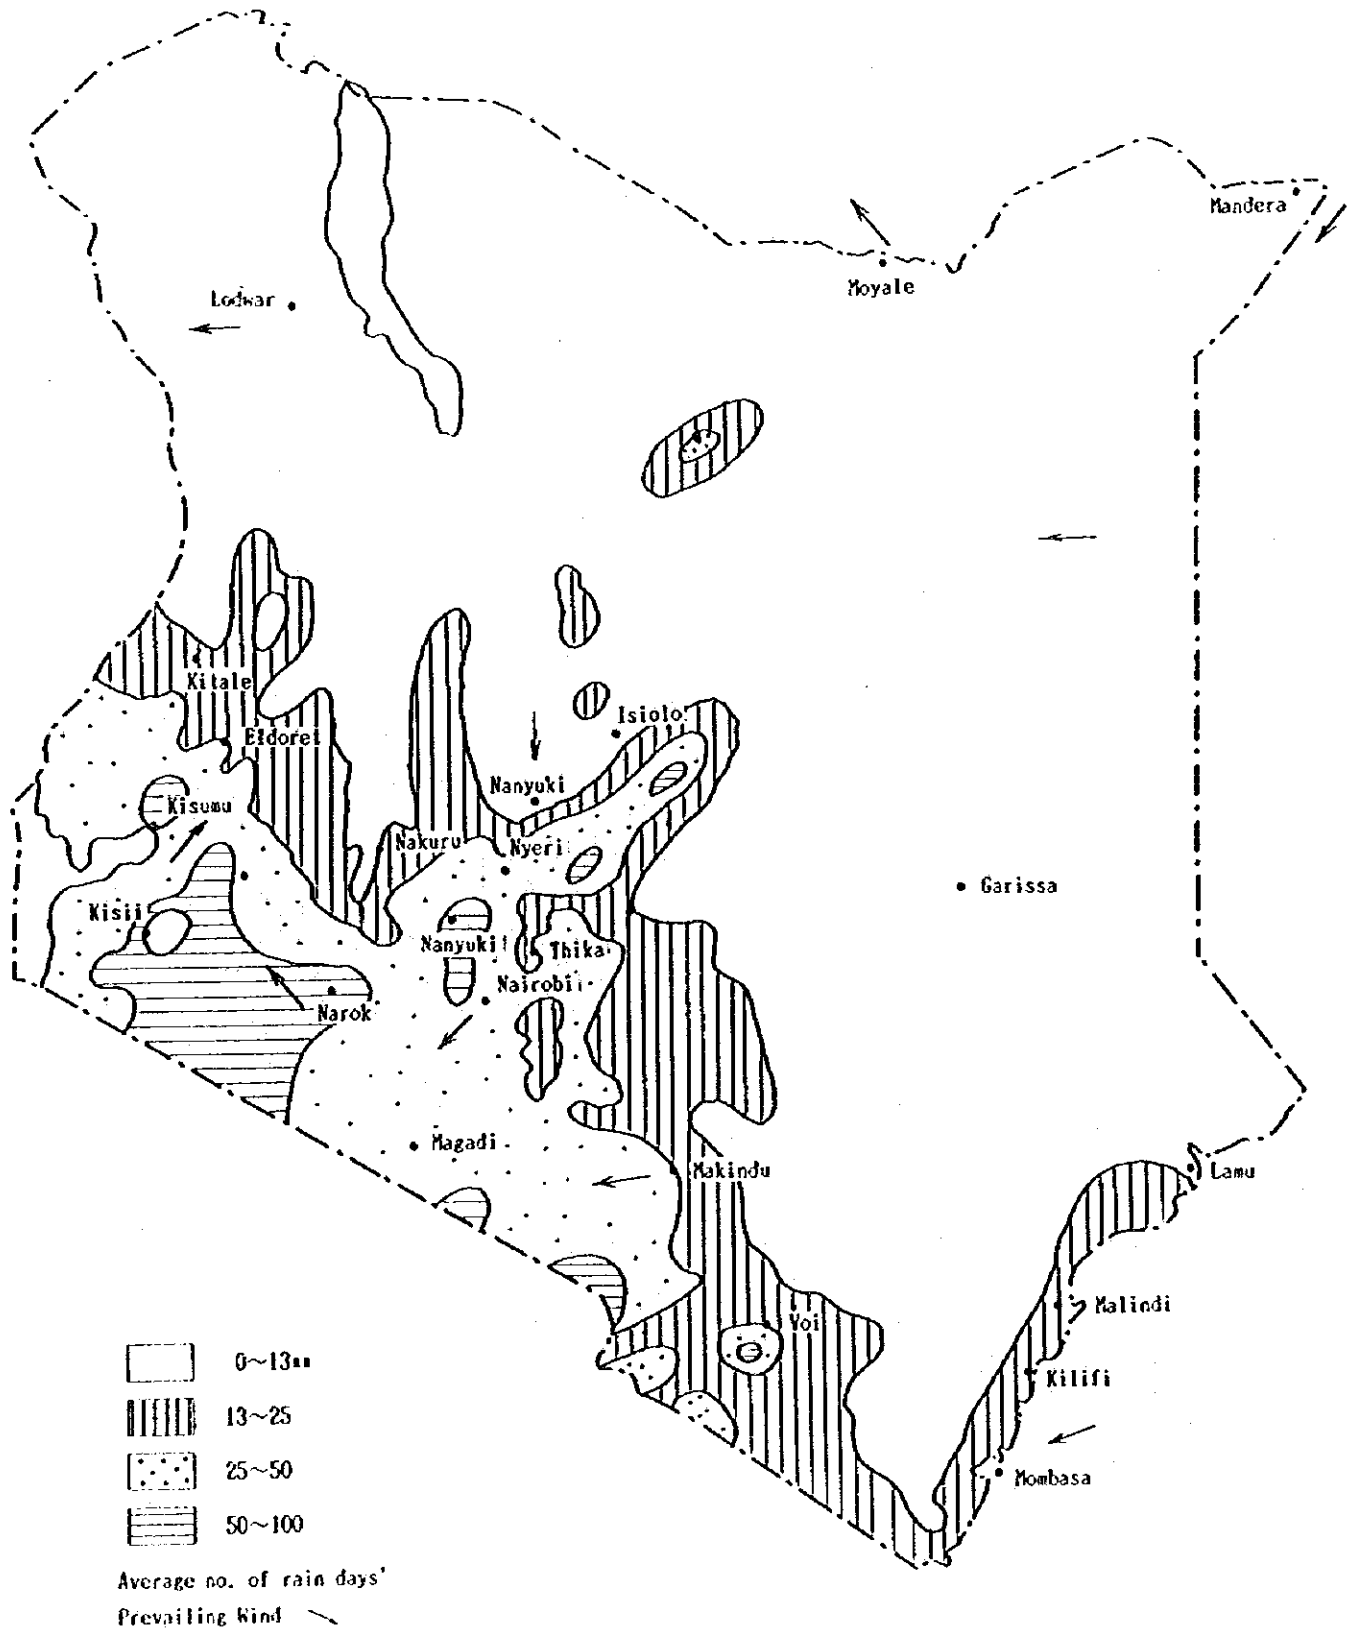 Mandera
Moyale
Lodwar
Kitale
Isiolo
Eldoret
Nanyuki
Kisumu
Nakuru
Nyeri
Garissa
Kisii
Nanyuki
Thika
Nairobi
Narok
Magadi
Makindu
Lamu
Malindi
Voi
Kilifi
Mombasa
0~13mm
13~25
25~50
50~100
Average no. of rain days'
Prevailing Wind